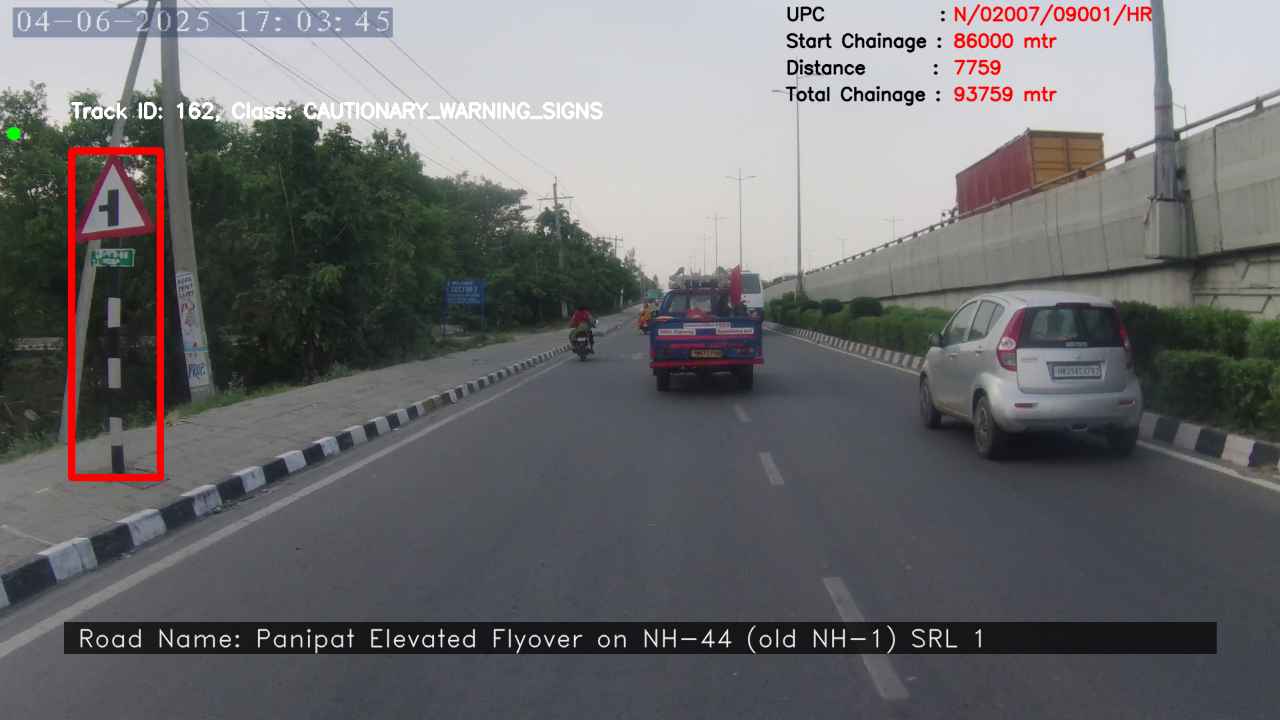 04-06-2025 17:03:45
UPC : N/02007/09001/HR
Start Chainage : 86000 mtr
Distance : 7759
Total Chainage : 93759 mtr
Track ID: 162, Class: CAUTIONARY_WARNING_SIGNS
Road Name: Panipat Elevated Flyover on NH-44 (old NH-1) SRL 1